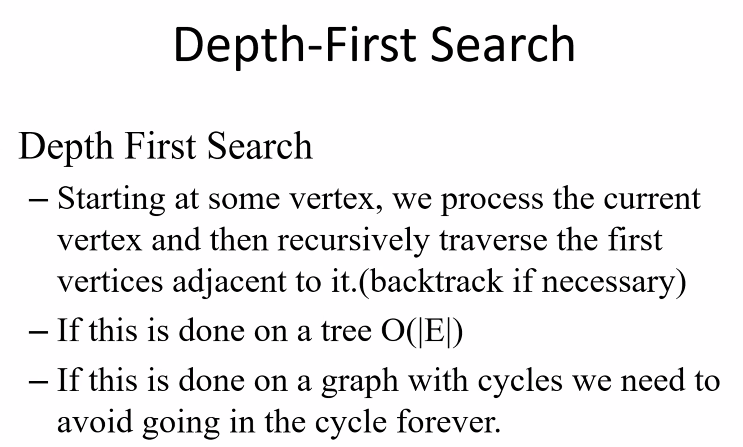 Depth-First Search
Depth First Search
– Starting at some vertex, we process the current
vertex and then recursively traverse the first
vertices adjacent to it.(backtrack if necessary)
– If this is done on a tree O(|E|)
– If this is done on a graph with cycles we need to
avoid going in the cycle forever.